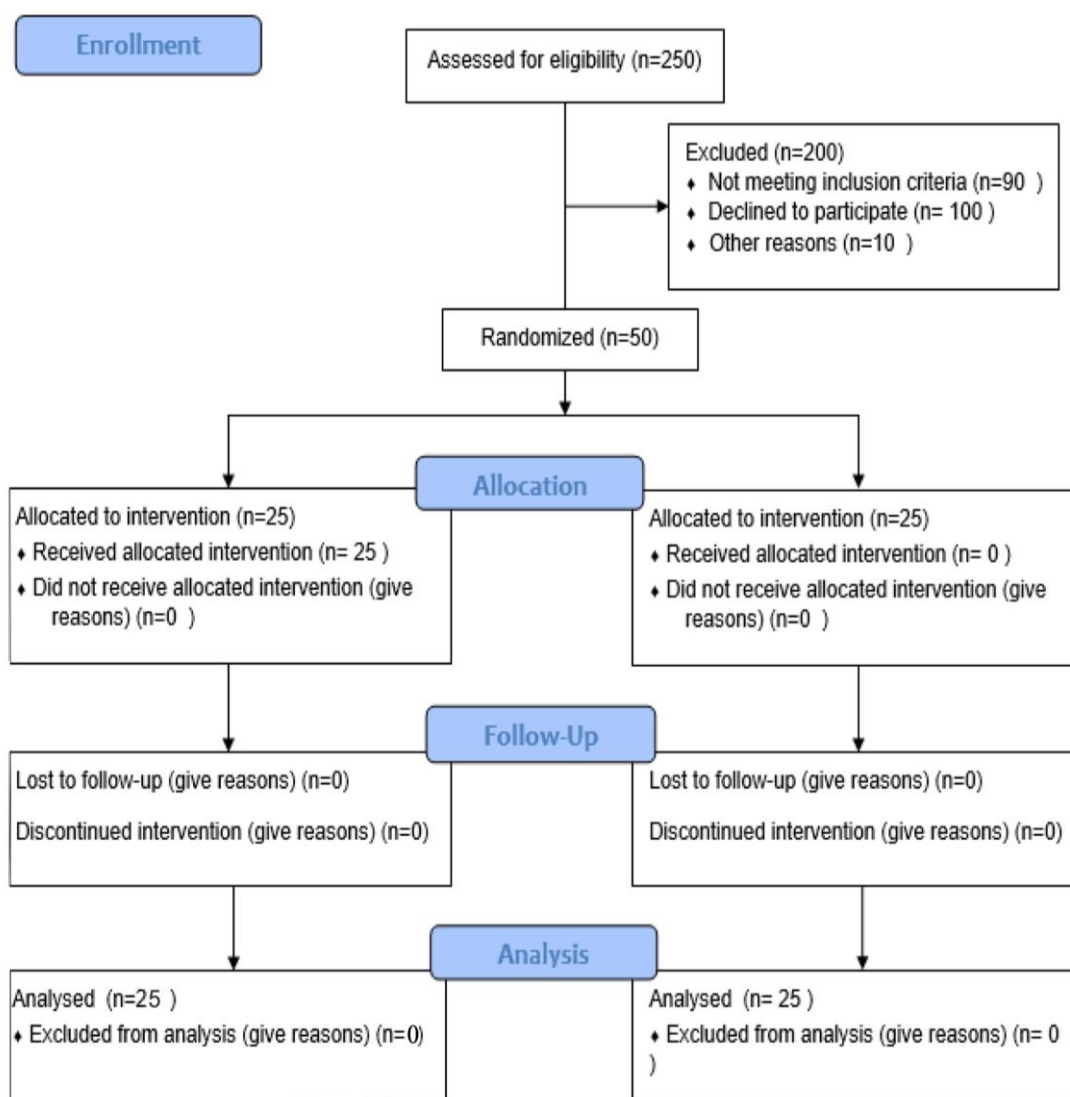 Enrollment
Assessed for eligibility (n=250)
Excluded (n=200)
♦ Not meeting inclusion criteria (n=90 )
♦ Declined to participate (n= 100 )
♦ Other reasons (n=10 )
Randomized (n=50)
Allocation
Allocated to intervention (n=25)
♦ Received allocated intervention (n= 25 )
♦ Did not receive allocated intervention (give
reasons) (n=0 )
Allocated to intervention (n=25)
♦ Received allocated intervention (n= 0 )
♦ Did not receive allocated intervention (give
reasons) (n=0 )
Follow-Up
Lost to follow-up (give reasons) (n=0)
Discontinued intervention (give reasons) (n=0)
Lost to follow-up (give reasons) (n=0)
Discontinued intervention (give reasons) (n=0)
Analysis
Analysed (n=25 )
♦ Excluded from analysis (give reasons) (n=0)
Analysed (n= 25 )
♦ Excluded from analysis (give reasons) (n= 0
)